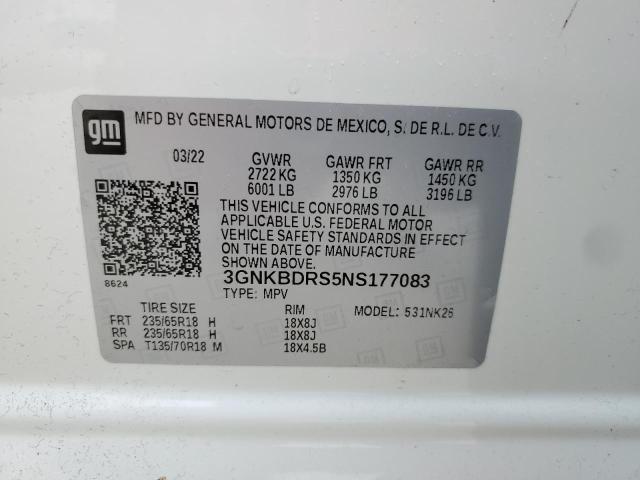 gm
MFD BY GENERAL MOTORS DE MEXICO, S. DE R.L. DE C.V.
03/22 GVWR GAWR FRT GAWR RR
2722 KG 1350 KG 1450 KG
6001 LB 2976 LB 3196 LB
THIS VEHICLE CONFORMS TO ALL
APPLICABLE U.S. FEDERAL MOTOR
VEHICLE SAFETY STANDARDS IN EFFECT
ON THE DATE OF MANUFACTURE
SHOWN ABOVE.
8624
3GNKBDRS5NS177083
TYPE: MPV MODEL: 531NK26
TIRE SIZE RIM
FRT 235/65R18 H 18X8J
RR 235/65R18 H 18X8J
SPA T135/70R18 M 18X4.5B